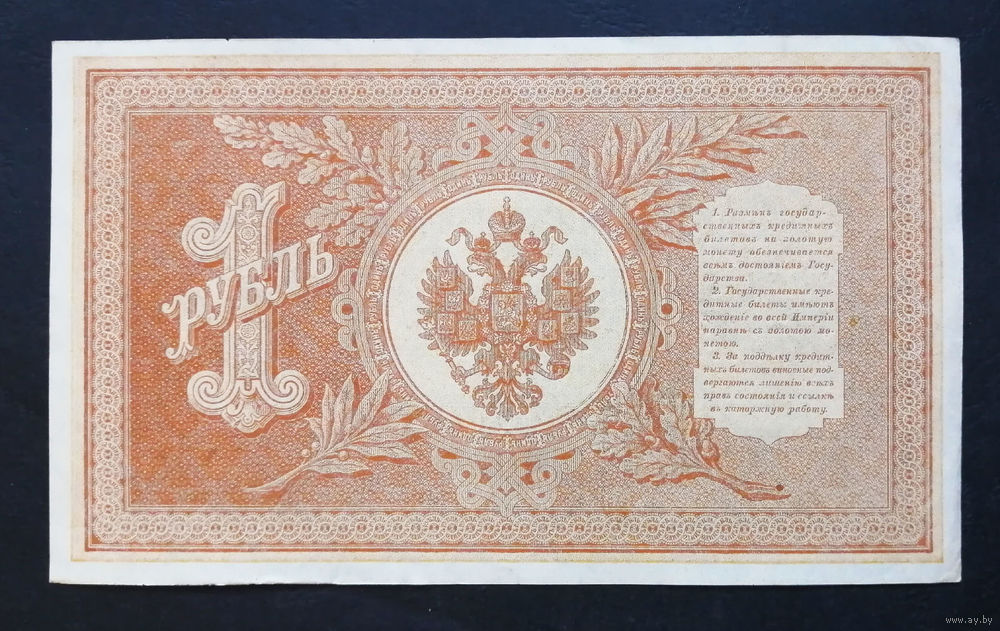 1
РУБЛЬ
ОДИНЪ РУБЛЬ
1. Размѣнъ государ-
ственныхъ кредитныхъ
билетовъ на золотую
монету обезпечивается
всѣмъ достояніемъ Госу-
дарства.
2. Государственные кре-
дитные билеты имѣютъ
хожденіе во всей Имперіи
наравнѣ съ золотою мо-
нетою.
3. За поддѣлку кредит-
ныхъ билетовъ виновные под-
вергаются лишенію всѣхъ
правъ состоянія и ссылкѣ
въ каторжную работу.
www.ay.by